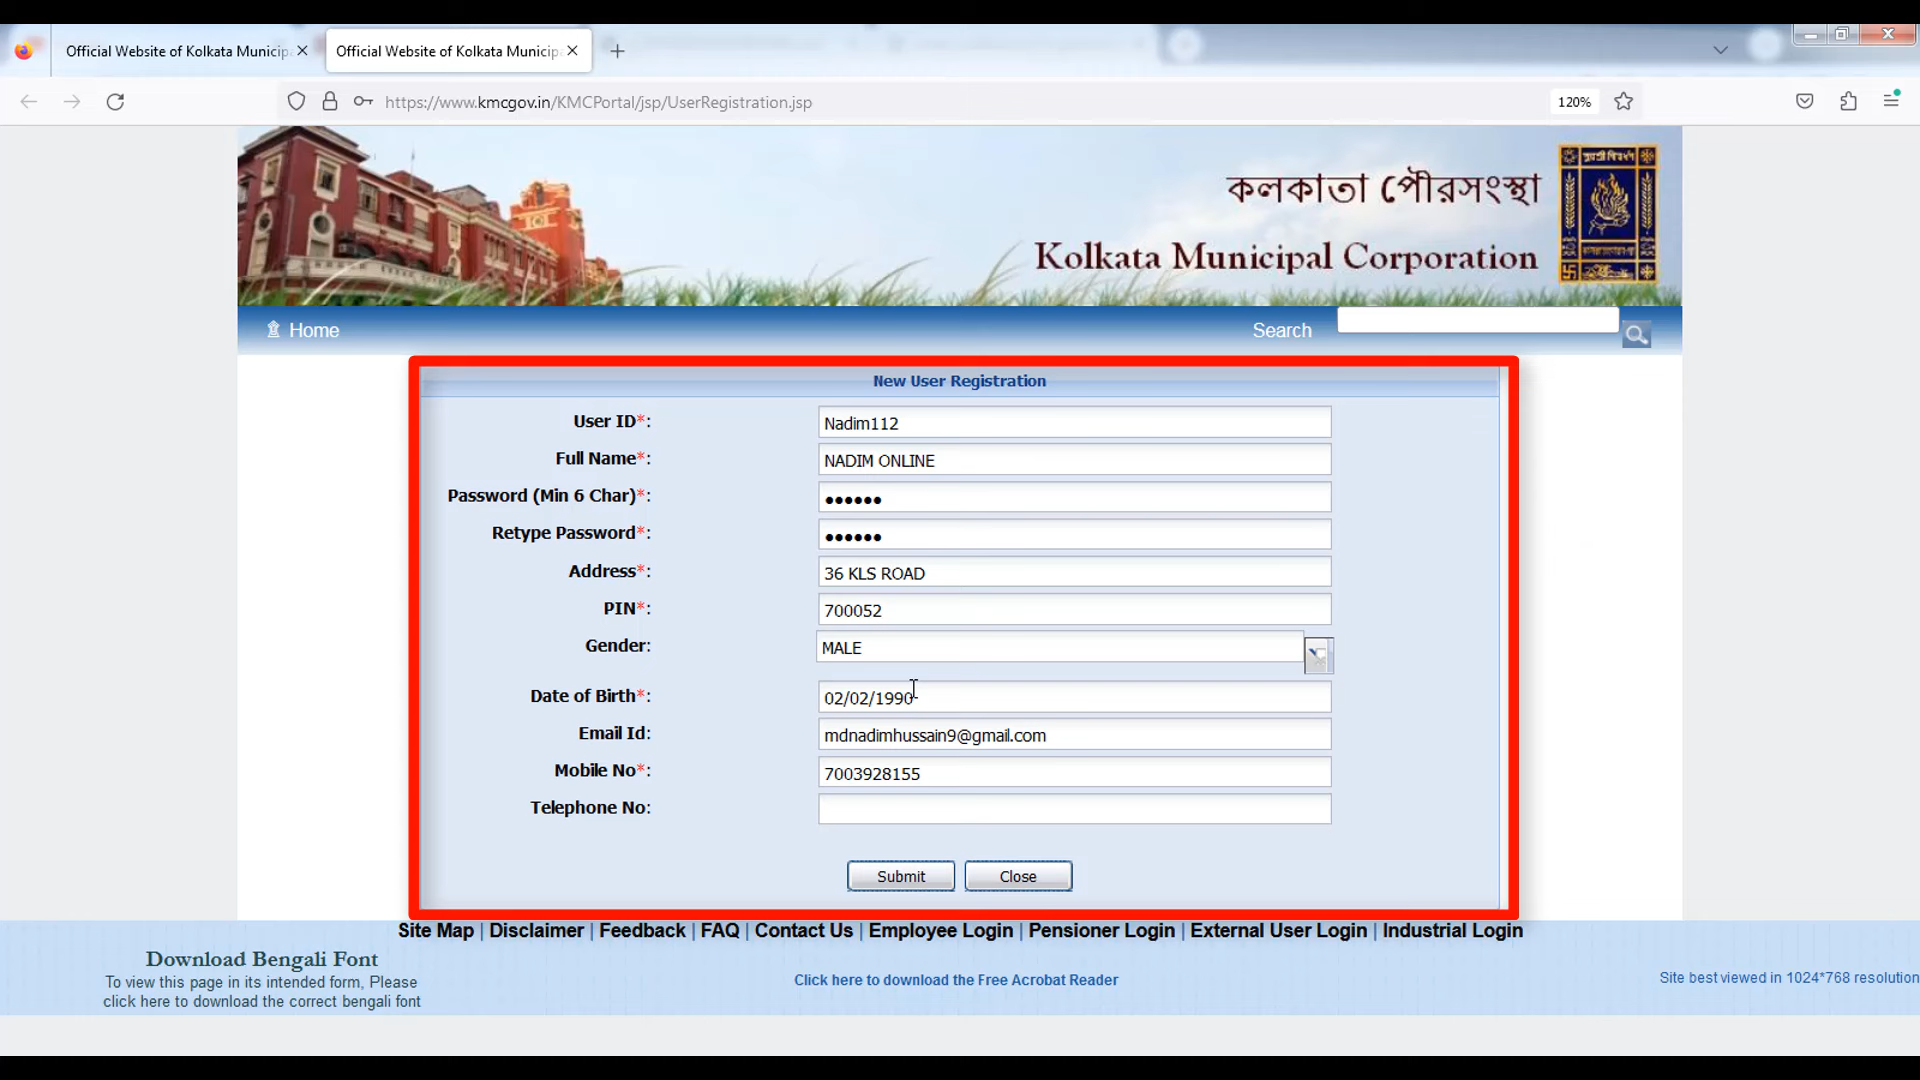 Official Website of Kolkata Municip
Official Website of Kolkata Municip
https://www.kmcgov.in/KMCPortal/jsp/UserRegistration.jsp
120%
কলকাতা পৌরসংস্থা
Kolkata Municipal Corporation
Home
Search
New User Registration
User ID*: Nadim112
Full Name*: NADIM ONLINE
Password (Min 6 Char)*: ••••••
Retype Password*: ••••••
Address*: 36 KLS ROAD
PIN*: 700052
Gender: MALE
Date of Birth*: 02/02/1990
Email Id: mdnadimhussain9@gmail.com
Mobile No*: 7003928155
Telephone No:
Submit Close
Site Map | Disclaimer | Feedback | FAQ | Contact Us | Employee Login | Pensioner Login | External User Login | Industrial Login
Download Bengali Font
To view this page in its intended form, Please
click here to download the correct bengali font
Click here to download the Free Acrobat Reader
Site best viewed in 1024*768 resolution